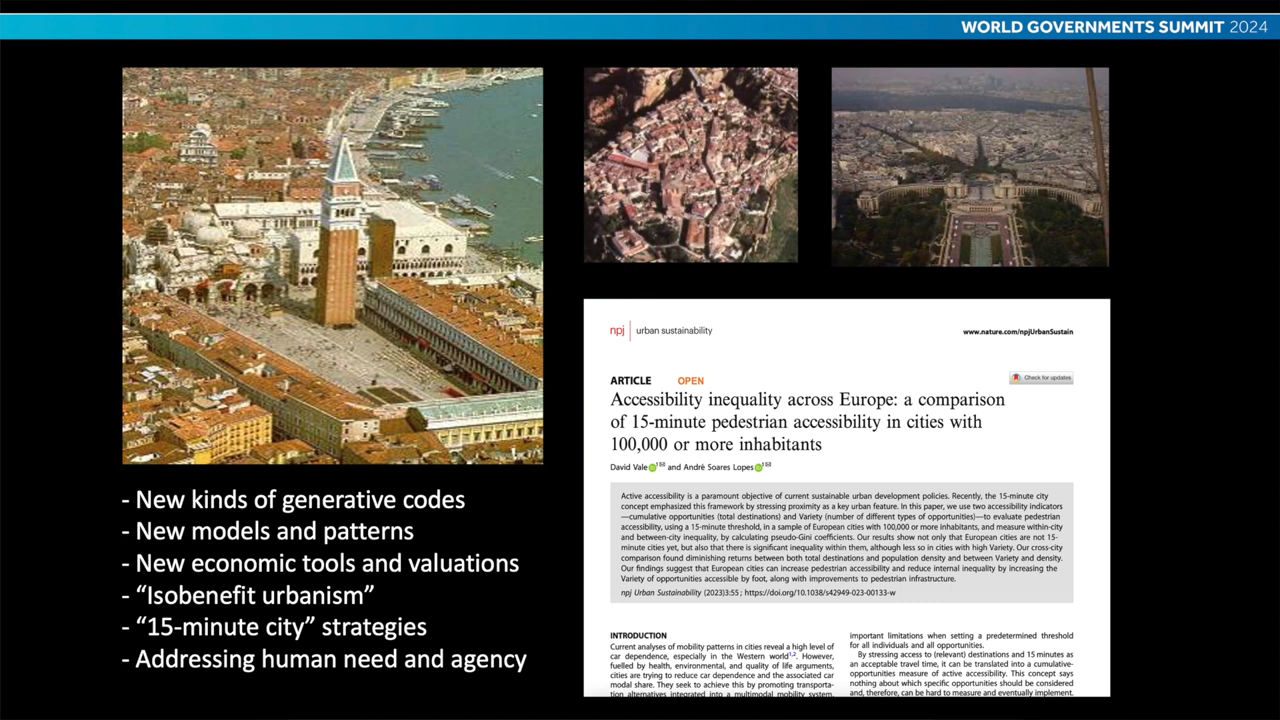 WORLD GOVERNMENTS SUMMIT 2024
- New kinds of generative codes
- New models and patterns
- New economic tools and valuations
- “Isobenefit urbanism”
- “15-minute city” strategies
- Addressing human need and agency
npj | urban sustainability
www.nature.com/npjUrbanSustain
ARTICLE OPEN
Check for updates
Accessibility inequality across Europe: a comparison
of 15-minute pedestrian accessibility in cities with
100,000 or more inhabitants
David Vale 1✉ and André Soares Lopes 1✉
Active accessibility is a paramount objective of current sustainable urban development policies. Recently, the 15-minute city
concept emphasized this framework by stressing proximity as a key urban feature. In this paper, we use two accessibility indicators
—cumulative opportunities (total destinations) and Variety (number of different types of opportunities)—to evaluate pedestrian
accessibility, using a 15-minute threshold, in a sample of European cities with 100,000 or more inhabitants, and measure within-city
and between-city inequality, by calculating pseudo-Gini coefficients. Our results show not only that European cities are not 15-
minute cities yet, but also that there is significant inequality within them, although less so in cities with high Variety. Our cross-city
comparison found diminishing returns between both total destinations and population density and between Variety and density.
Our findings suggest that European cities can increase pedestrian accessibility and reduce internal inequality by increasing the
Variety of opportunities accessible by foot, along with improvements to pedestrian infrastructure.
npj Urban Sustainability (2023)3:55 ; https://doi.org/10.1038/s42949-023-00133-w
INTRODUCTION
Current analyses of mobility patterns in cities reveal a high level of
car dependence, especially in the Western world1,2. However,
fuelled by health, environmental, and quality of life arguments,
cities are trying to reduce car dependence and the associated car
modal share. They seek to achieve this by promoting transporta-
tion alternatives integrated into a multimodal mobility system,
important limitations when setting a predetermined threshold
for all individuals and all opportunities.
By stressing access to (relevant) destinations and 15 minutes as
an acceptable travel time, it can be translated into a cumulative-
opportunities measure of active accessibility. This concept says
nothing about which specific opportunities should be considered
and, therefore, can be hard to measure and eventually implement.